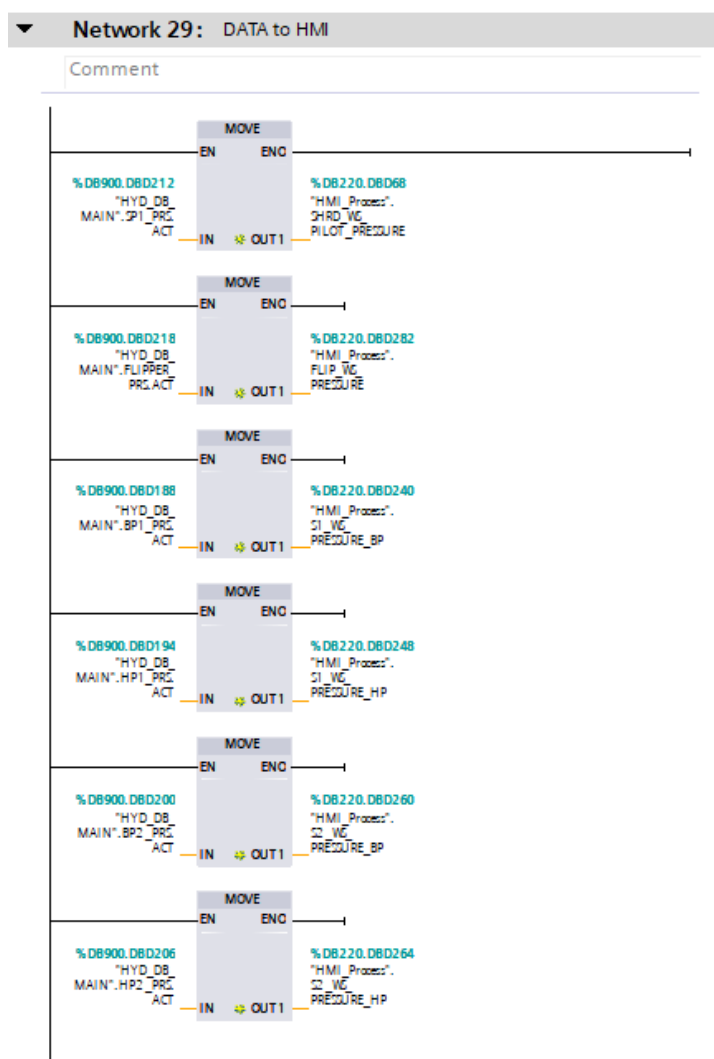 Network 29: DATA to HMI
Comment
MOVE
EN ENO
%DB900.DBD212
"HYD_DB_
MAIN".SP1_PRS.
ACT
IN OUT1
%DB220.DBD68
"HMI_Process".
SHRD_WS_
PILOT_PRESSURE
MOVE
EN ENO
%DB900.DBD218
"HYD_DB_
MAIN".FLIPPER_
PRS.ACT
IN OUT1
%DB220.DBD282
"HMI_Process".
FLIP_WS_
PRESSURE
MOVE
EN ENO
%DB900.DBD188
"HYD_DB_
MAIN".BP1_PRS.
ACT
IN OUT1
%DB220.DBD240
"HMI_Process".
S1_WS_
PRESSURE_BP
MOVE
EN ENO
%DB900.DBD194
"HYD_DB_
MAIN".HP1_PRS.
ACT
IN OUT1
%DB220.DBD248
"HMI_Process".
S1_WS_
PRESSURE_HP
MOVE
EN ENO
%DB900.DBD200
"HYD_DB_
MAIN".BP2_PRS.
ACT
IN OUT1
%DB220.DBD260
"HMI_Process".
S2_WS_
PRESSURE_BP
MOVE
EN ENO
%DB900.DBD206
"HYD_DB_
MAIN".HP2_PRS.
ACT
IN OUT1
%DB220.DBD264
"HMI_Process".
S2_WS_
PRESSURE_HP